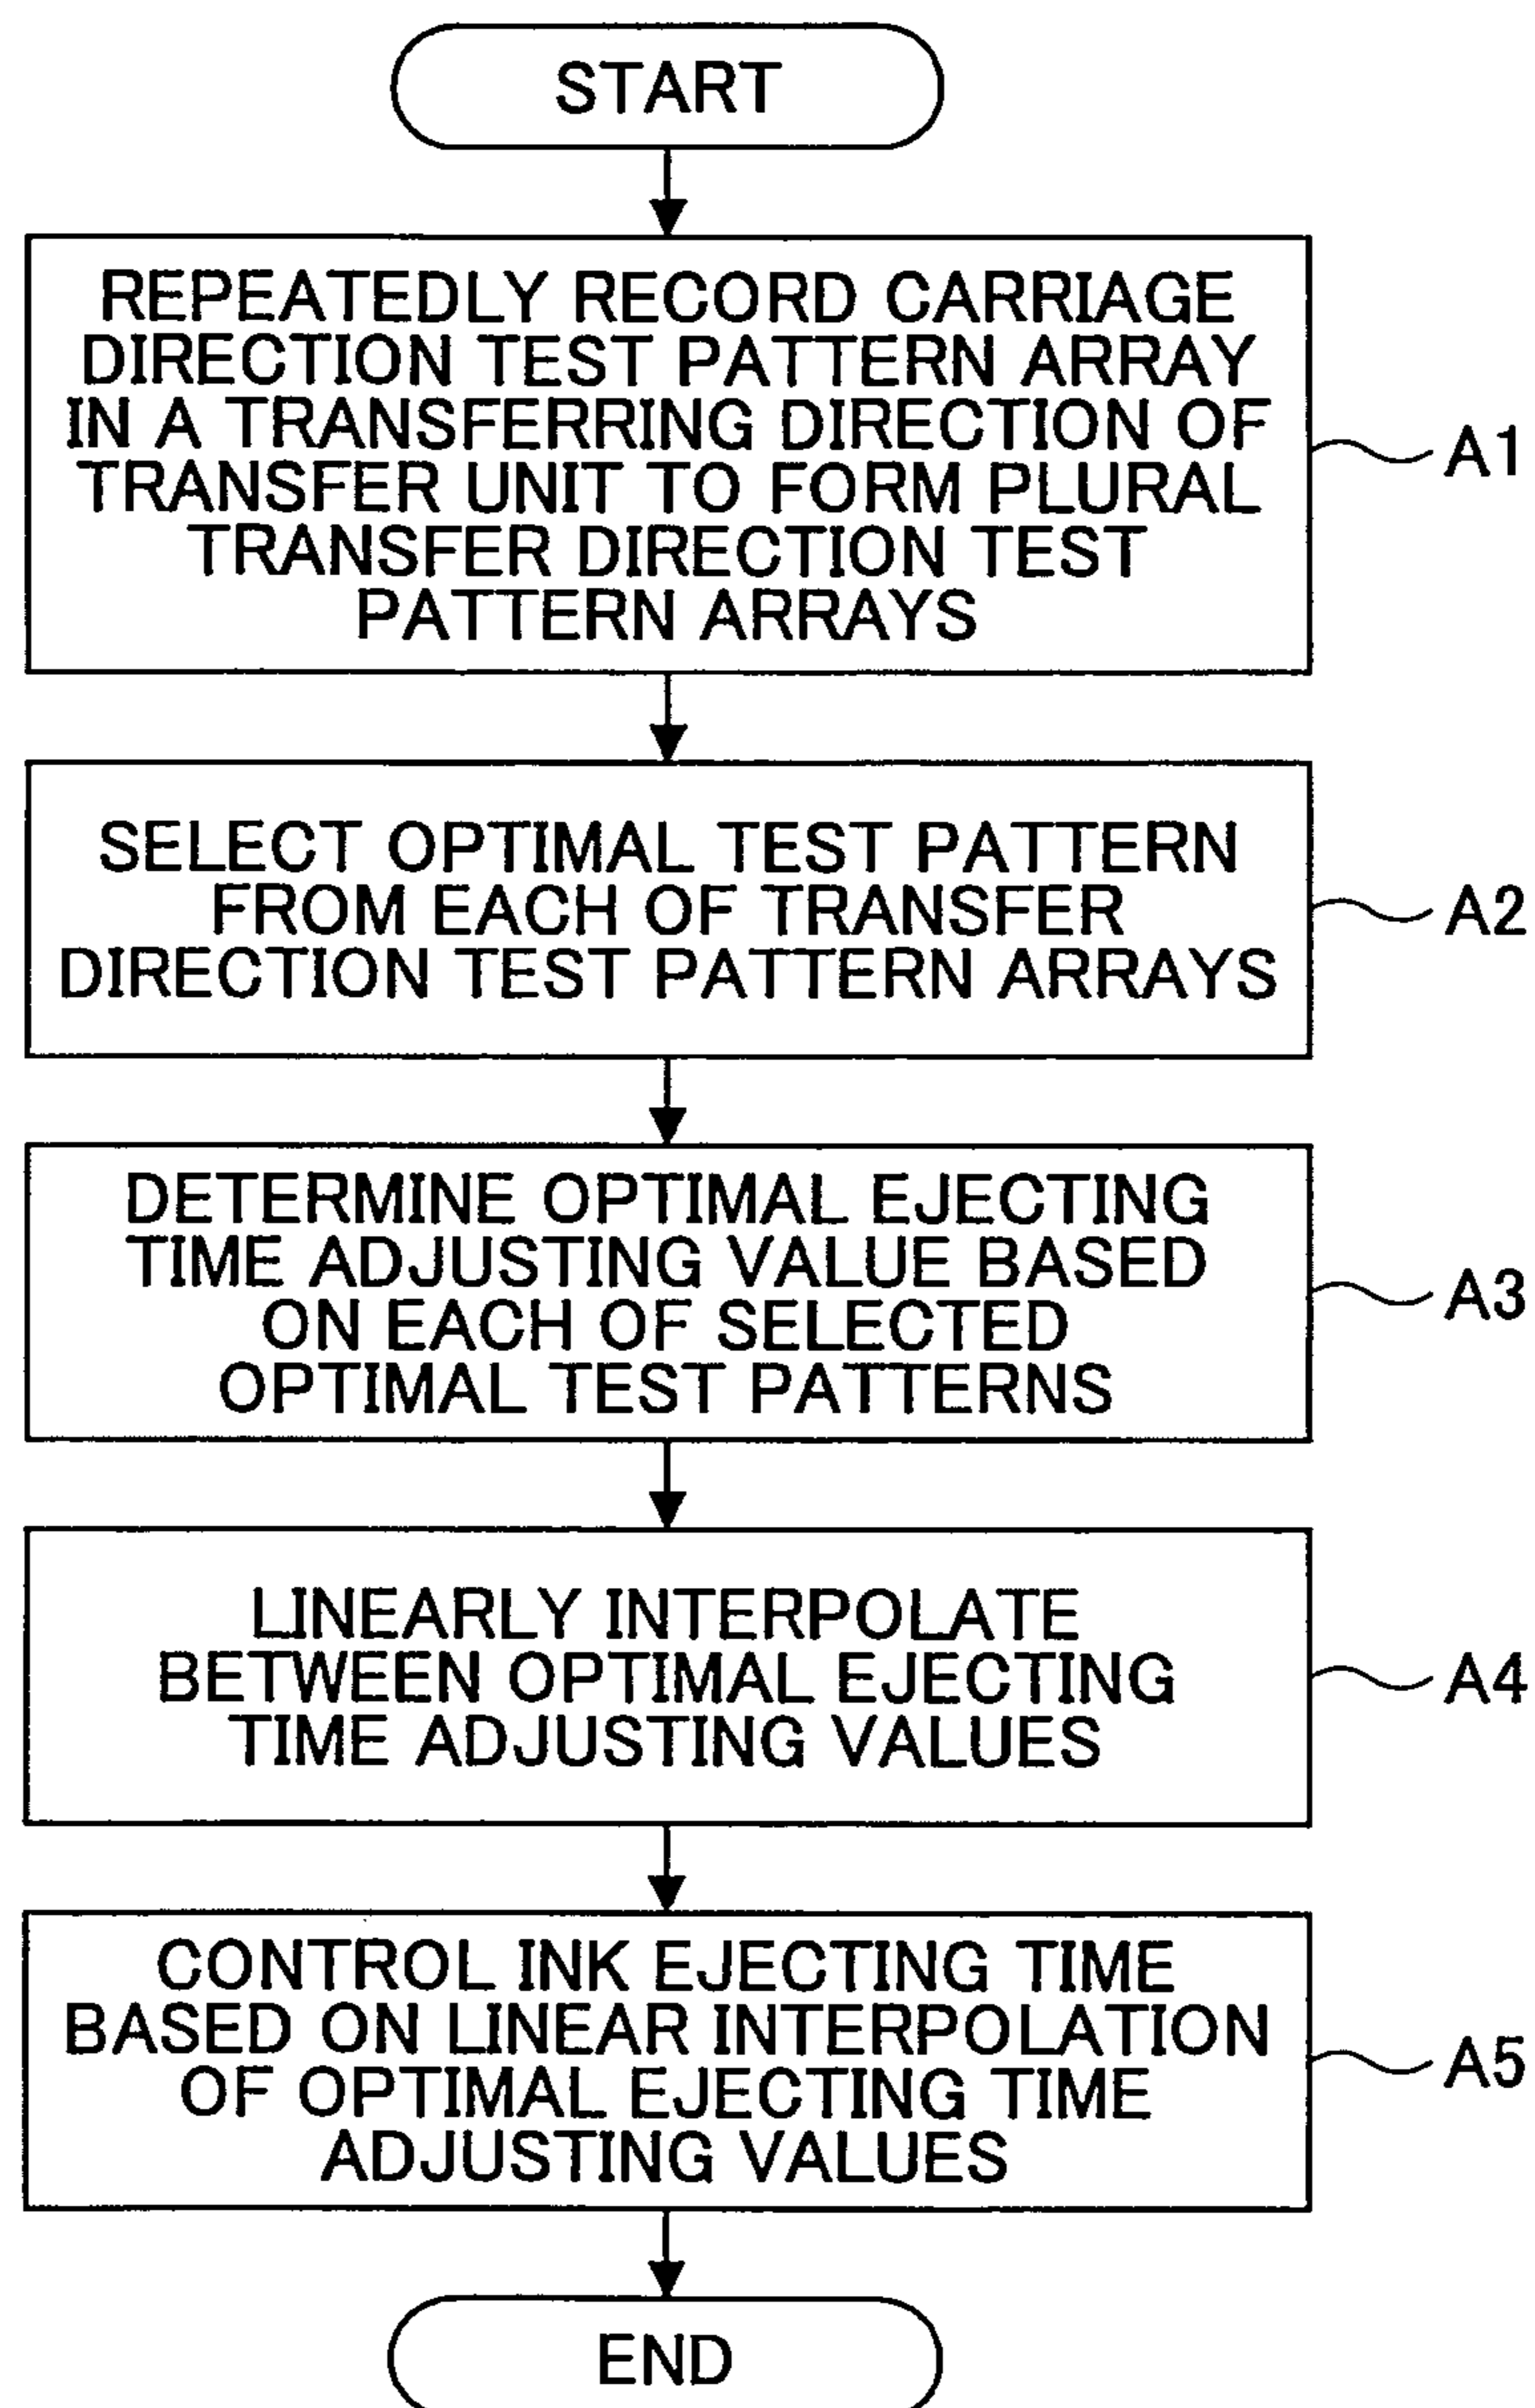 START
REPEATEDLY RECORD CARRIAGE
DIRECTION TEST PATTERN ARRAY
IN A TRANSFERRING DIRECTION OF
TRANSFER UNIT TO FORM PLURAL
TRANSFER DIRECTION TEST
PATTERN ARRAYS
A1
SELECT OPTIMAL TEST PATTERN
FROM EACH OF TRANSFER
DIRECTION TEST PATTERN ARRAYS
A2
DETERMINE OPTIMAL EJECTING
TIME ADJUSTING VALUE BASED
ON EACH OF SELECTED
OPTIMAL TEST PATTERNS
A3
LINEARLY INTERPOLATE
BETWEEN OPTIMAL EJECTING
TIME ADJUSTING VALUES
A4
CONTROL INK EJECTING TIME
BASED ON LINEAR INTERPOLATION
OF OPTIMAL EJECTING TIME
ADJUSTING VALUES
A5
END